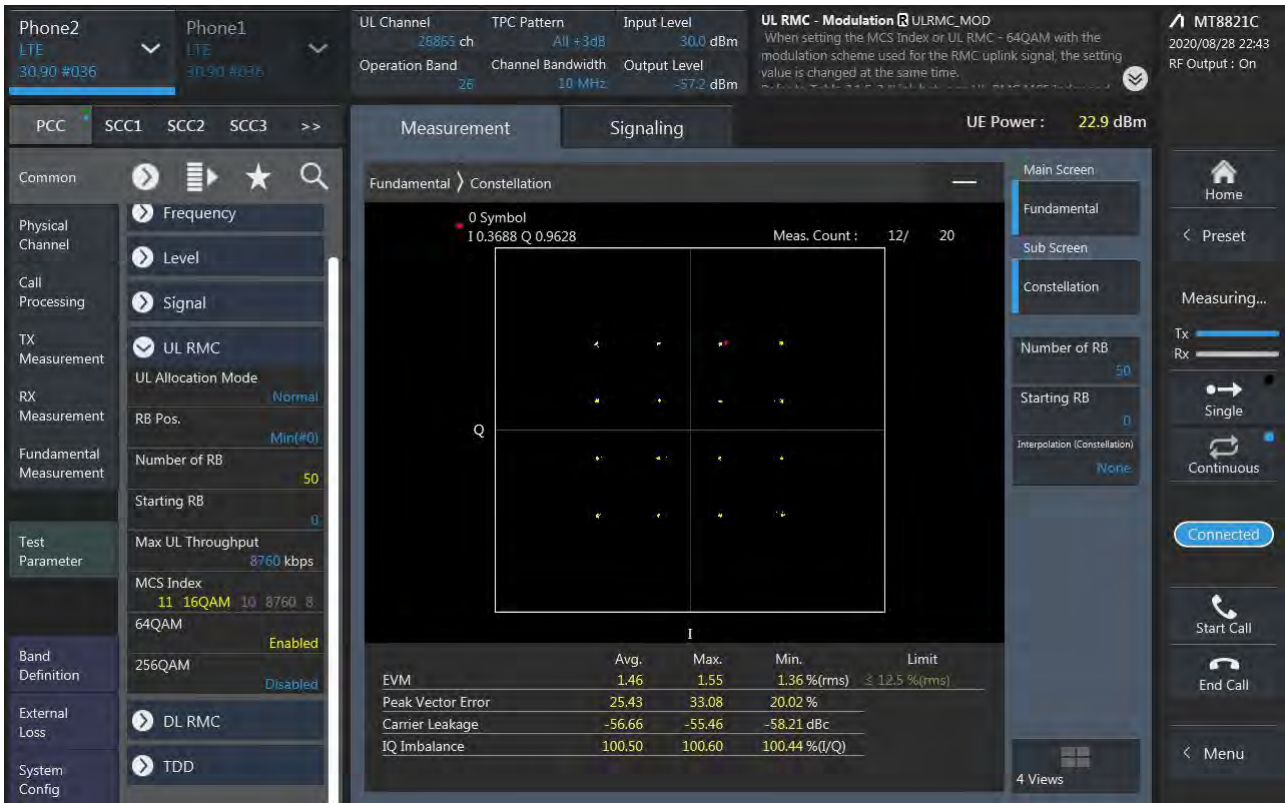 Phone2
LTE
30.90 #036
Phone1
LTE
30.90 #036
UL Channel
26865 ch
Operation Band
26
TPC Pattern
All +3dB
Channel Bandwidth
10 MHz
Input Level
30.0 dBm
Output Level
-57.2 dBm
UL RMC - Modulation R ULRMC_MOD
When setting the MCS Index or UL RMC - 64QAM with the
modulation scheme used for the RMC uplink signal, the setting
value is changed at the same time.
MT8821C
2020/08/28 22:43
RF Output : On
PCC SCC1 SCC2 SCC3 >>
Measurement
Signaling
UE Power : 22.9 dBm
Common
Physical
Channel
Call
Processing
TX
Measurement
RX
Measurement
Fundamental
Measurement
Test
Parameter
Band
Definition
External
Loss
System
Config
Frequency
Level
Signal
UL RMC
UL Allocation Mode
Normal
RB Pos.
Min(#0)
Number of RB
50
Starting RB
0
Max UL Throughput
8760 kbps
MCS Index
11 16QAM 10 8760 8
64QAM
Enabled
256QAM
Disabled
DL RMC
TDD
Fundamental 〉 Constellation
0 Symbol
I 0.3688 Q 0.9628
Meas. Count : 12/ 20
Q
I
Avg. Max. Min. Limit
EVM 1.46 1.55 1.36 %(rms) ≤ 12.5 %(rms)
Peak Vector Error 25.43 33.08 20.02 %
Carrier Leakage -56.66 -55.46 -58.21 dBc
IQ Imbalance 100.50 100.60 100.44 %(I/Q)
Main Screen
Fundamental
Sub Screen
Constellation
Number of RB
50
Starting RB
0
Interpolation (Constellation)
None
4 Views
Home
< Preset
Measuring...
Tx
Rx
Single
Continuous
Connected
Start Call
End Call
< Menu